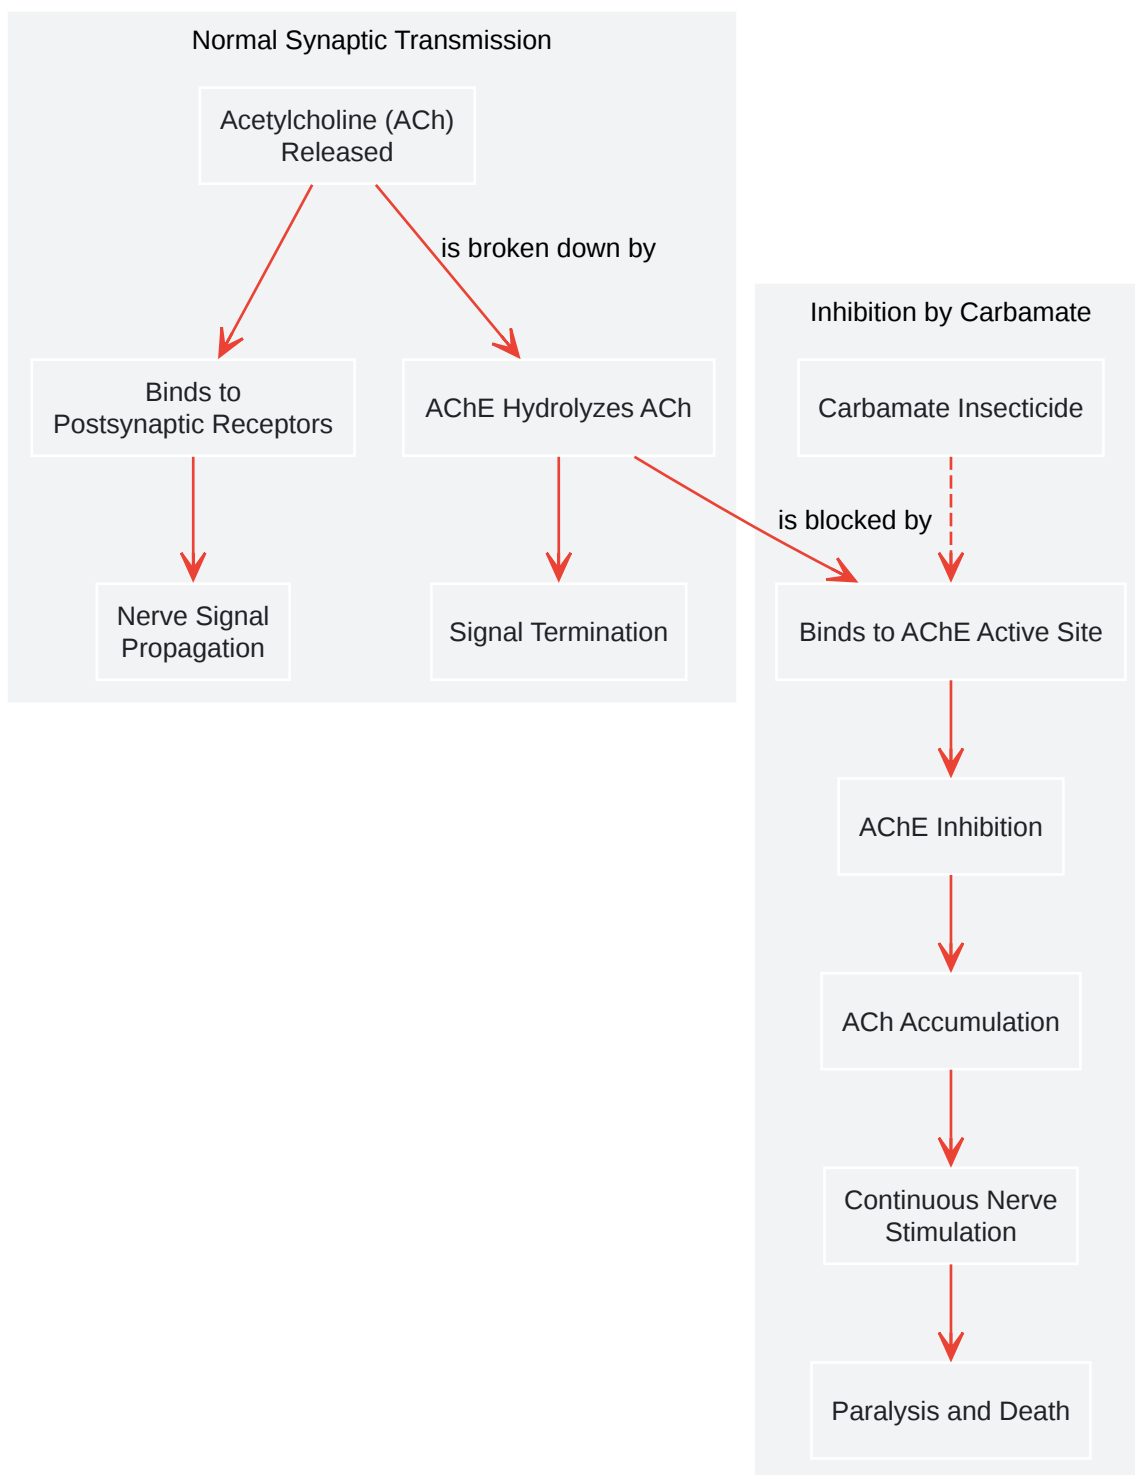 Normal Synaptic Transmission
Acetylcholine (ACh)
Released
is broken down by
Inhibition by Carbamate
Binds to
Postsynaptic Receptors
AChE Hydrolyzes ACh
Carbamate Insecticide
is blocked by
Nerve Signal
Propagation
Signal Termination
Binds to AChE Active Site
AChE Inhibition
ACh Accumulation
Continuous Nerve
Stimulation
Paralysis and Death